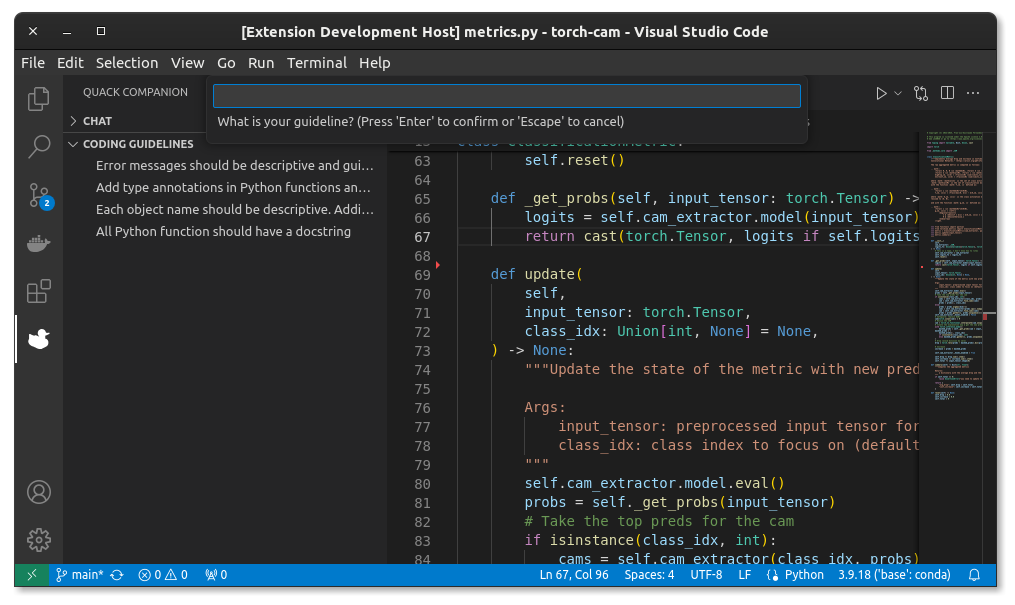 [Extension Development Host] metrics.py - torch-cam - Visual Studio Code
File Edit Selection View Go Run Terminal Help
QUACK COMPANION
What is your guideline? (Press 'Enter' to confirm or 'Escape' to cancel)
CHAT
CODING GUIDELINES
Error messages should be descriptive and gui...
Add type annotations in Python functions an...
Each object name should be descriptive. Addi...
All Python function should have a docstring
2
63 self.reset()
64
65 def _get_probs(self, input_tensor: torch.Tensor) ->
66 logits = self.cam_extractor.model(input_tensor)
67 return cast(torch.Tensor, logits if self.logits
68
69 def update(
70 self,
71 input_tensor: torch.Tensor,
72 class_idx: Union[int, None] = None,
73 ) -> None:
74 """Update the state of the metric with new pred
75
76 Args:
77 input_tensor: preprocessed input tensor for
78 class_idx: class index to focus on (default
79 """
80 self.cam_extractor.model.eval()
81 probs = self._get_probs(input_tensor)
82 # Take the top preds for the cam
83 if isinstance(class_idx, int):
84 cams = self.cam_extractor(class_idx, probs)
main* 0 0 0 Ln 67, Col 96 Spaces: 4 UTF-8 LF Python 3.9.18 ('base': conda)